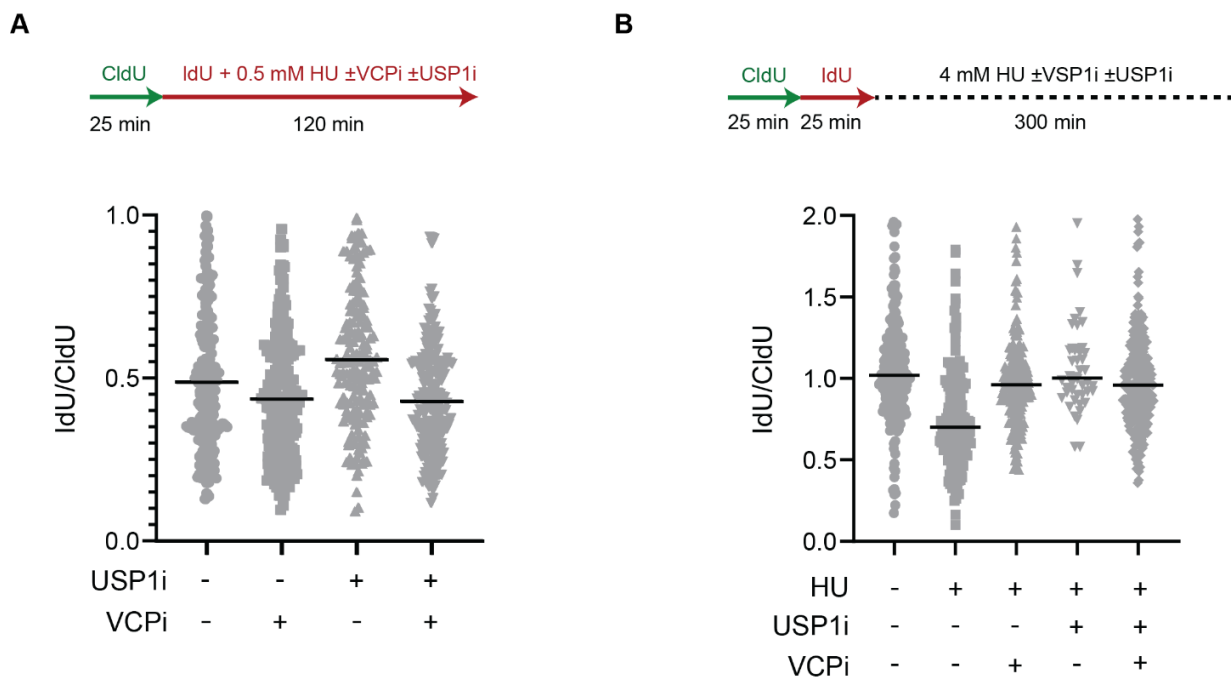 A
CldU IdU + 0.5 mM HU ±VCPi ±USP1i
25 min 120 min
IdU/CldU
1.0
0.5
0.0
USP1i - - + +
VCPi - + - +
B
CldU IdU 4 mM HU ±VSP1i ±USP1i
25 min 25 min 300 min
IdU/CldU
2.0
1.5
1.0
0.5
0.0
HU - + + + +
USP1i - - - + +
VCPi - - + - +